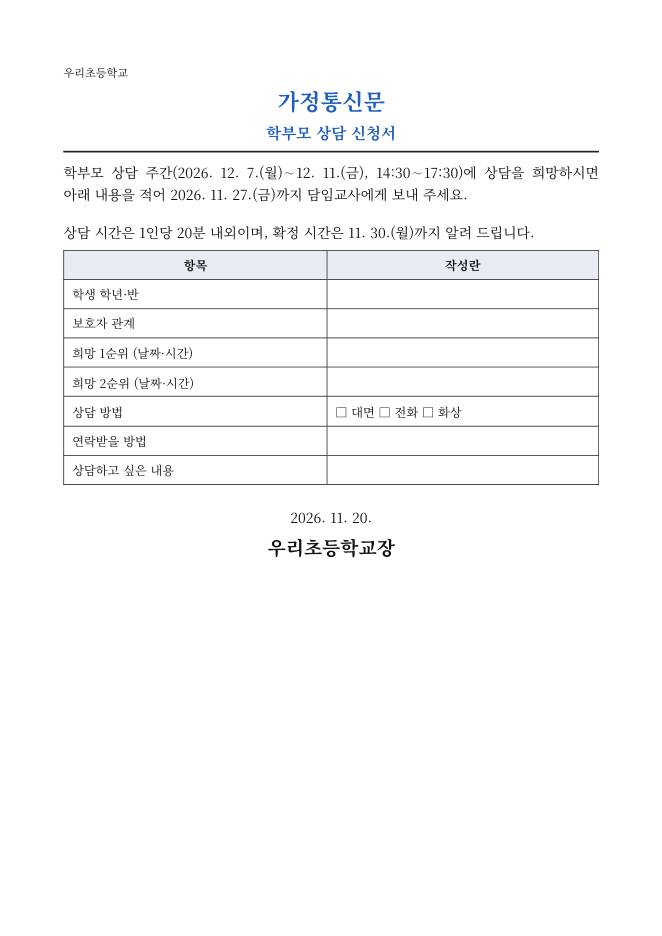 우리초등학교
가정통신문
학부모 상담 신청서
학부모 상담 주간(2026. 12. 7.(월)~12. 11.(금), 14:30~17:30)에 상담을 희망하시면
아래 내용을 적어 2026. 11. 27.(금)까지 담임교사에게 보내 주세요.
상담 시간은 1인당 20분 내외이며, 확정 시간은 11. 30.(월)까지 알려 드립니다.
항목 작성란
학생 학년·반
보호자 관계
희망 1순위 (날짜·시간)
희망 2순위 (날짜·시간)
상담 방법 □ 대면 □ 전화 □ 화상
연락받을 방법
상담하고 싶은 내용
2026. 11. 20.
우리초등학교장